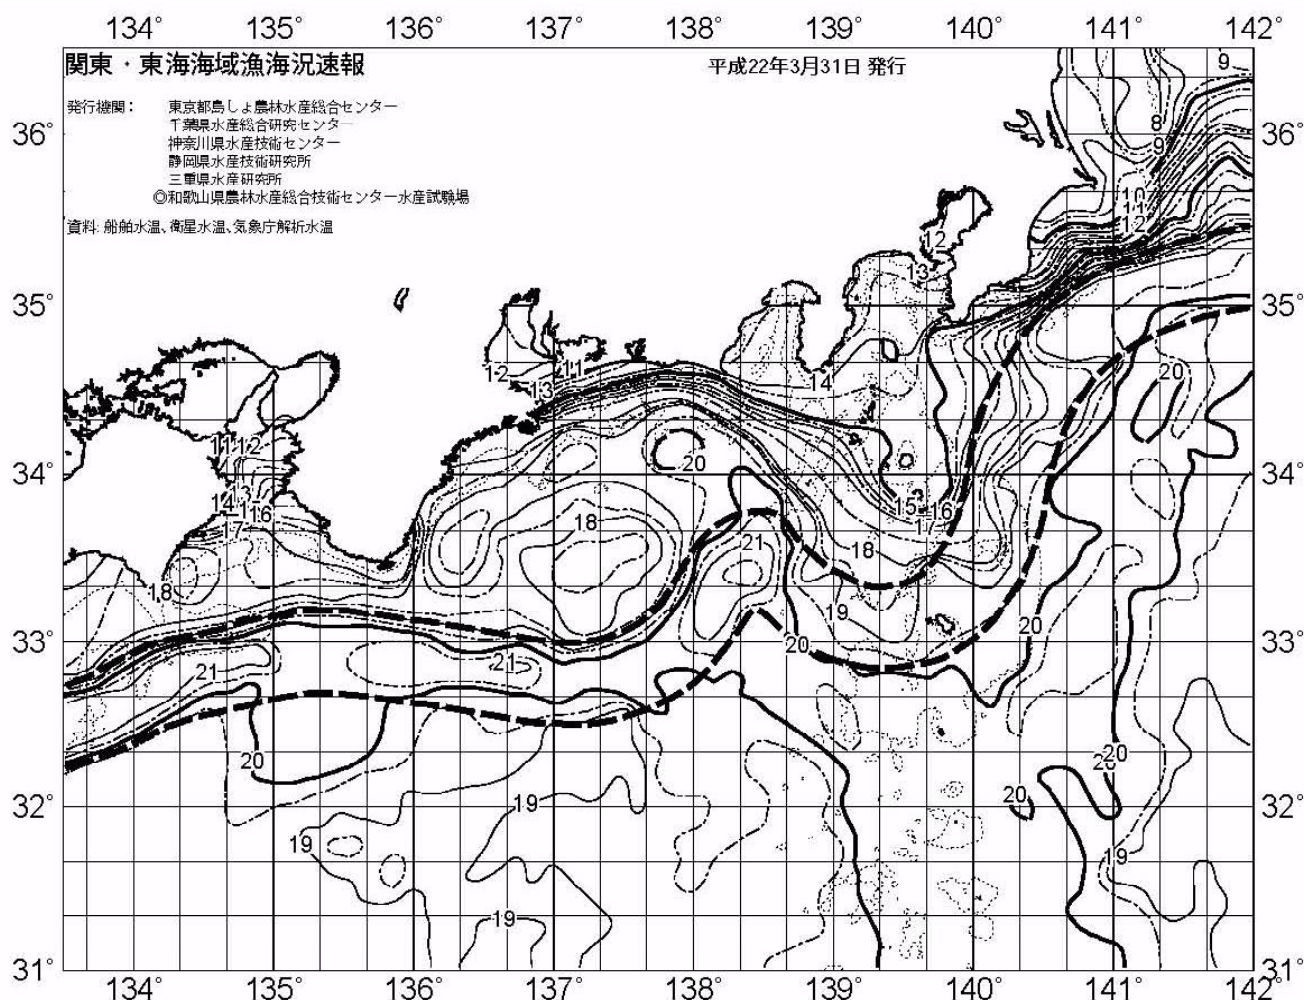 134° 135° 136° 137° 138° 139° 140° 141° 142°
関東・東海海域漁海況速報
平成22年3月31日 発行
発行機関： 東京都島しょ農林水産総合センター
千葉県水産総合研究センター
神奈川県水産技術センター
静岡県水産技術研究所
三重県水産研究所
◎和歌山県農林水産総合技術センター水産試験場
資料: 船舶水温、衛星水温、気象庁解析水温
9
8
9
36° 36°
10
11
12
12
13
35° 35°
11
12
13
14
20
11 12
20
34° 34°
14
16
17
15 16
17
18
18
21
18
19
33° 20 20 33°
21
21
20
20
32° 19 20 32°
19
19
19
31° 31°
134° 135° 136° 137° 138° 139° 140° 141° 142°